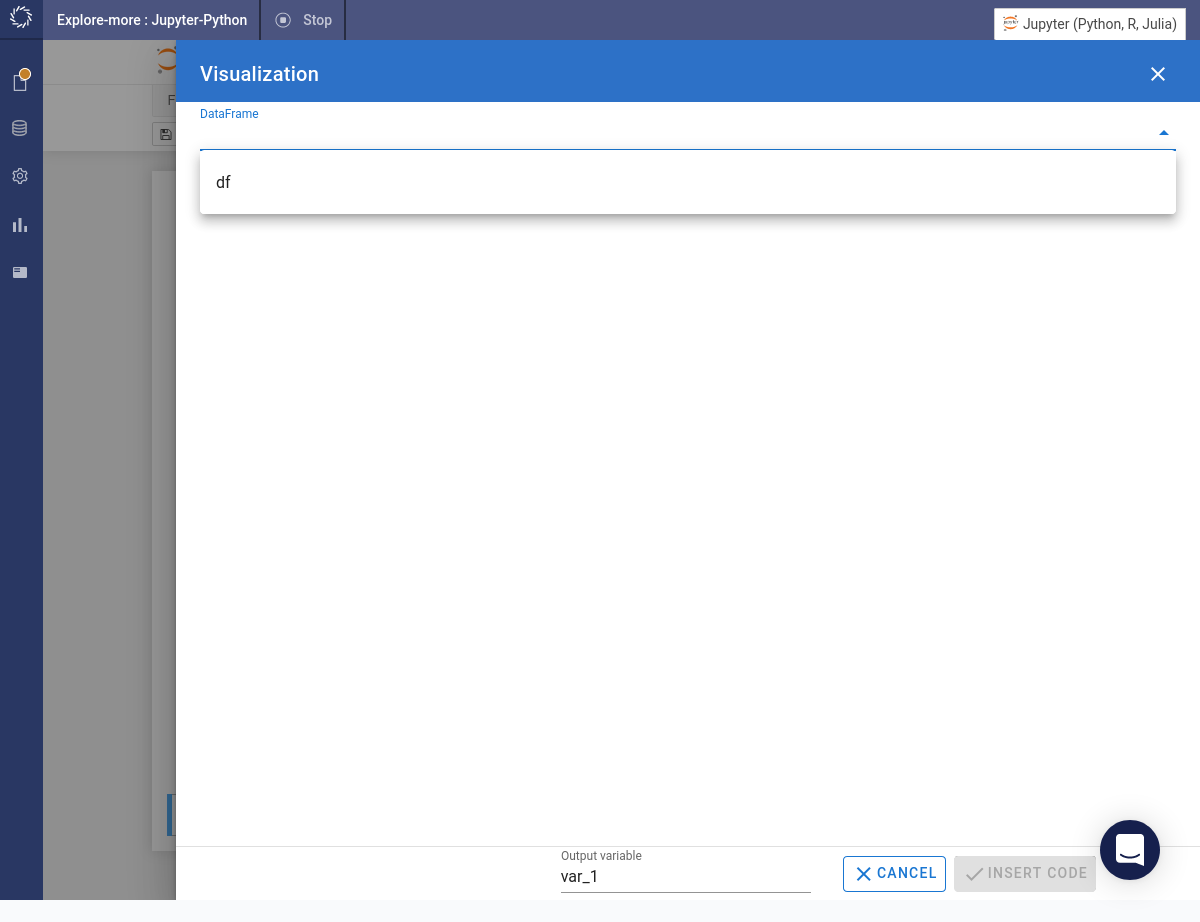 Explore-more : Jupyter-Python
Stop
Jupyter (Python, R, Julia)
Visualization
F
DataFrame
df
Output variable
var_1
CANCEL
INSERT CODE